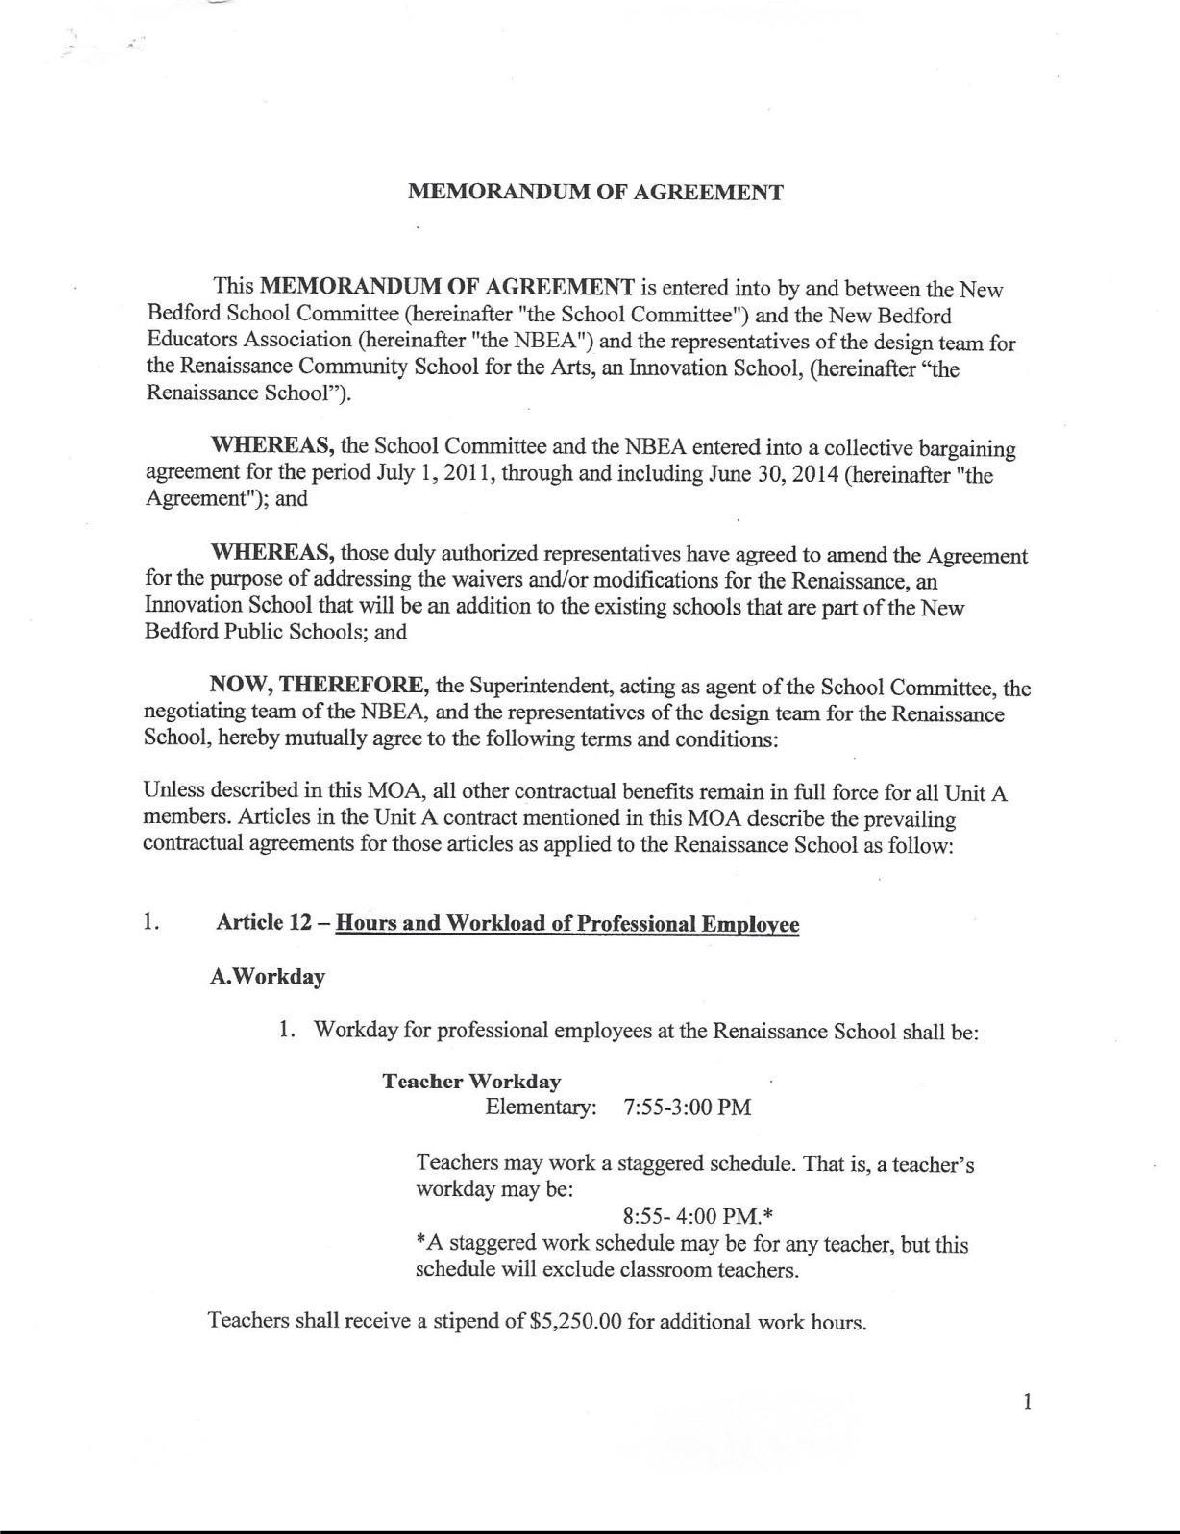 MEMORANDUM OF AGREEMENT
This MEMORANDUM OF AGREEMENT is entered into by and between the New
Bedford School Committee (hereinafter "the School Committee") and the New Bedford
Educators Association (hereinafter "the NBEA") and the representatives of the design team for
the Renaissance Community School for the Arts, an Innovation School, (hereinafter “the
Renaissance School”).
WHEREAS, the School Committee and the NBEA entered into a collective bargaining
agreement for the period July 1, 2011, through and including June 30, 2014 (hereinafter "the
Agreement"); and
WHEREAS, those duly authorized representatives have agreed to amend the Agreement
for the purpose of addressing the waivers and/or modifications for the Renaissance, an
Innovation School that will be an addition to the existing schools that are part of the New
Bedford Public Schools; and
NOW, THEREFORE, the Superintendent, acting as agent of the School Committee, the
negotiating team of the NBEA, and the representatives of the design team for the Renaissance
School, hereby mutually agree to the following terms and conditions:
Unless described in this MOA, all other contractual benefits remain in full force for all Unit A
members. Articles in the Unit A contract mentioned in this MOA describe the prevailing
contractual agreements for those articles as applied to the Renaissance School as follow:
1. Article 12 – Hours and Workload of Professional Employee
A.Workday
1. Workday for professional employees at the Renaissance School shall be:
Teacher Workday
Elementary: 7:55-3:00 PM
Teachers may work a staggered schedule. That is, a teacher’s
workday may be:
8:55- 4:00 PM.*
*A staggered work schedule may be for any teacher, but this
schedule will exclude classroom teachers.
Teachers shall receive a stipend of $5,250.00 for additional work hours.
1